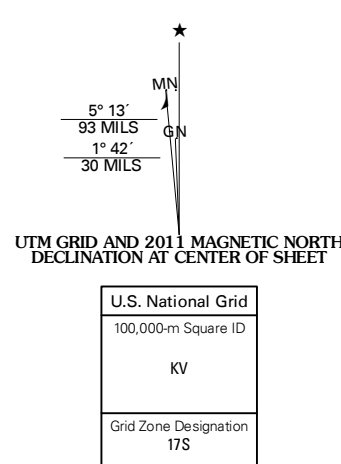 ★
MN
5° 13´
93 MILS
GN
1° 42´
30 MILS
UTM GRID AND 2011 MAGNETIC NORTH
DECLINATION AT CENTER OF SHEET
U.S. National Grid
100,000-m Square ID
KV
Grid Zone Designation
17S